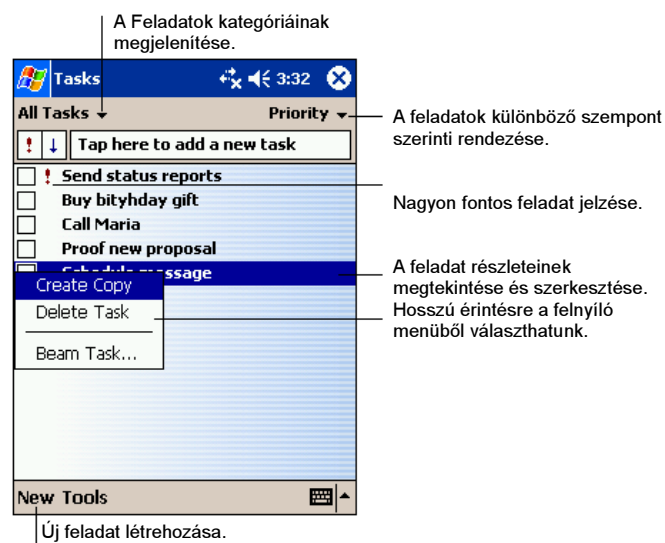 A Feladatok kategóriáinak
megjelenítése.
Tasks 3:32
All Tasks Priority
A feladatok különböző szempont
szerinti rendezése.
! ↓ Tap here to add a new task
! Send status reports
Buy bityhday gift
Nagyon fontos feladat jelzése.
Call Maria
Proof new proposal
Schedule message
A feladat részleteinek
megtekintése és szerkesztése.
Hosszú érintésre a felnyíló
menüből választhatunk.
Create Copy
Delete Task
Beam Task...
New Tools
Új feladat létrehozása.